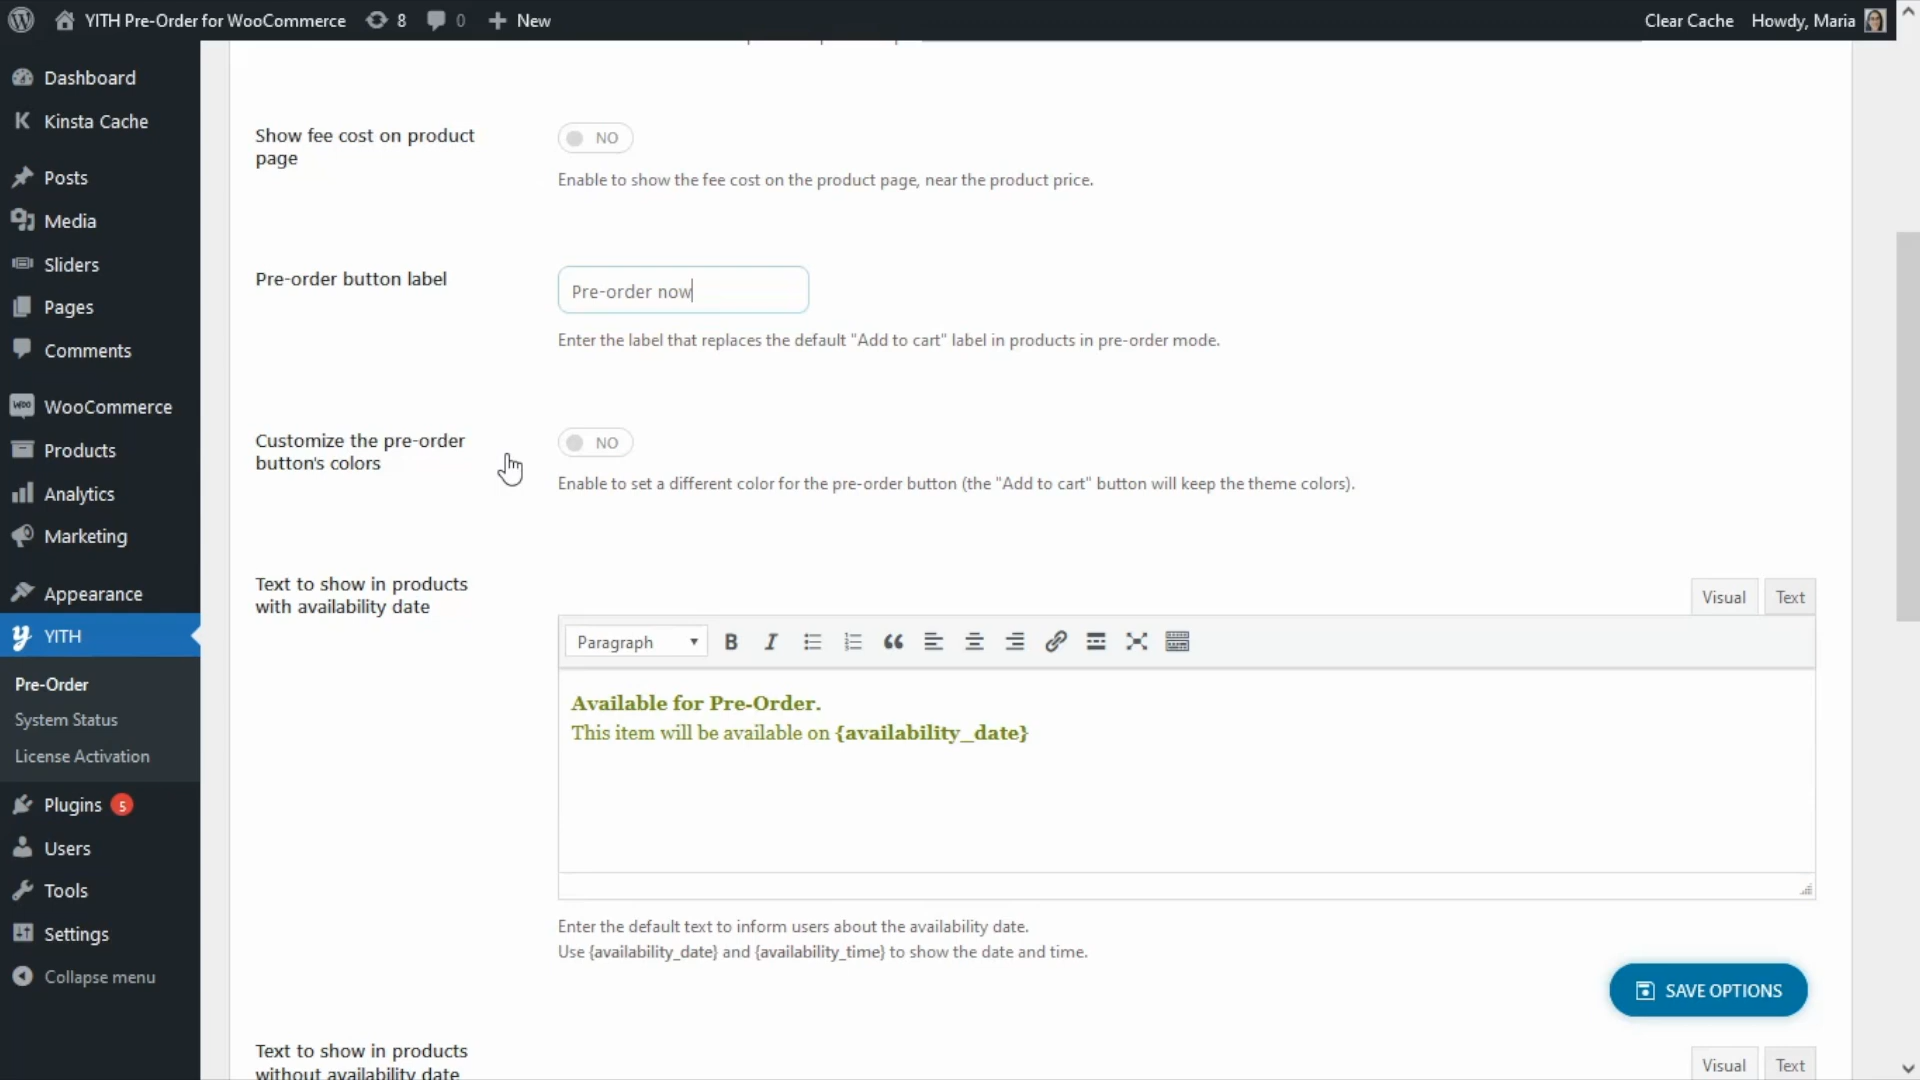 YITH Pre-Order for WooCommerce 8 0 New Clear Cache Howdy, Maria
Dashboard
Kinsta Cache
Posts
Media
Sliders
Pages
Comments
WooCommerce
Products
Analytics
Marketing
Appearance
YITH
Pre-Order
System Status
License Activation
Plugins 5
Users
Tools
Settings
Collapse menu
Show fee cost on product
page
NO
Enable to show the fee cost on the product page, near the product price.
Pre-order button label
Pre-order now
Enter the label that replaces the default "Add to cart" label in products in pre-order mode.
Customize the pre-order
button's colors
NO
Enable to set a different color for the pre-order button (the "Add to cart" button will keep the theme colors).
Text to show in products
with availability date
Visual Text
Paragraph B I
Available for Pre-Order.
This item will be available on {availability_date}
Enter the default text to inform users about the availability date.
Use {availability_date} and {availability_time} to show the date and time.
SAVE OPTIONS
Text to show in products
without availability date
Visual Text